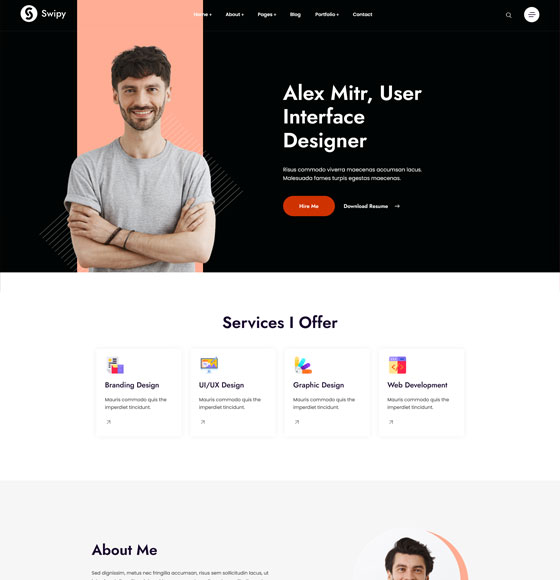 Swipy
Home +
About +
Pages +
Blog
Portfolio +
Contact
Alex Mitr, User
Interface
Designer
Risus commodo viverra maecenas accumsan lacus.
Malesuada fames turpis egestas maecenas.
Hire Me
Download Resume
Services I Offer
Branding Design
Mauris commodo quis the
imperdiet tincidunt.
UI/UX Design
Mauris commodo quis the
imperdiet tincidunt.
Graphic Design
Mauris commodo quis the
imperdiet tincidunt.
Web Development
Mauris commodo quis the
imperdiet tincidunt.
About Me
Sed dignissim, metus nec fringilla accumsan, risus sem sollicitudin lacus, ut